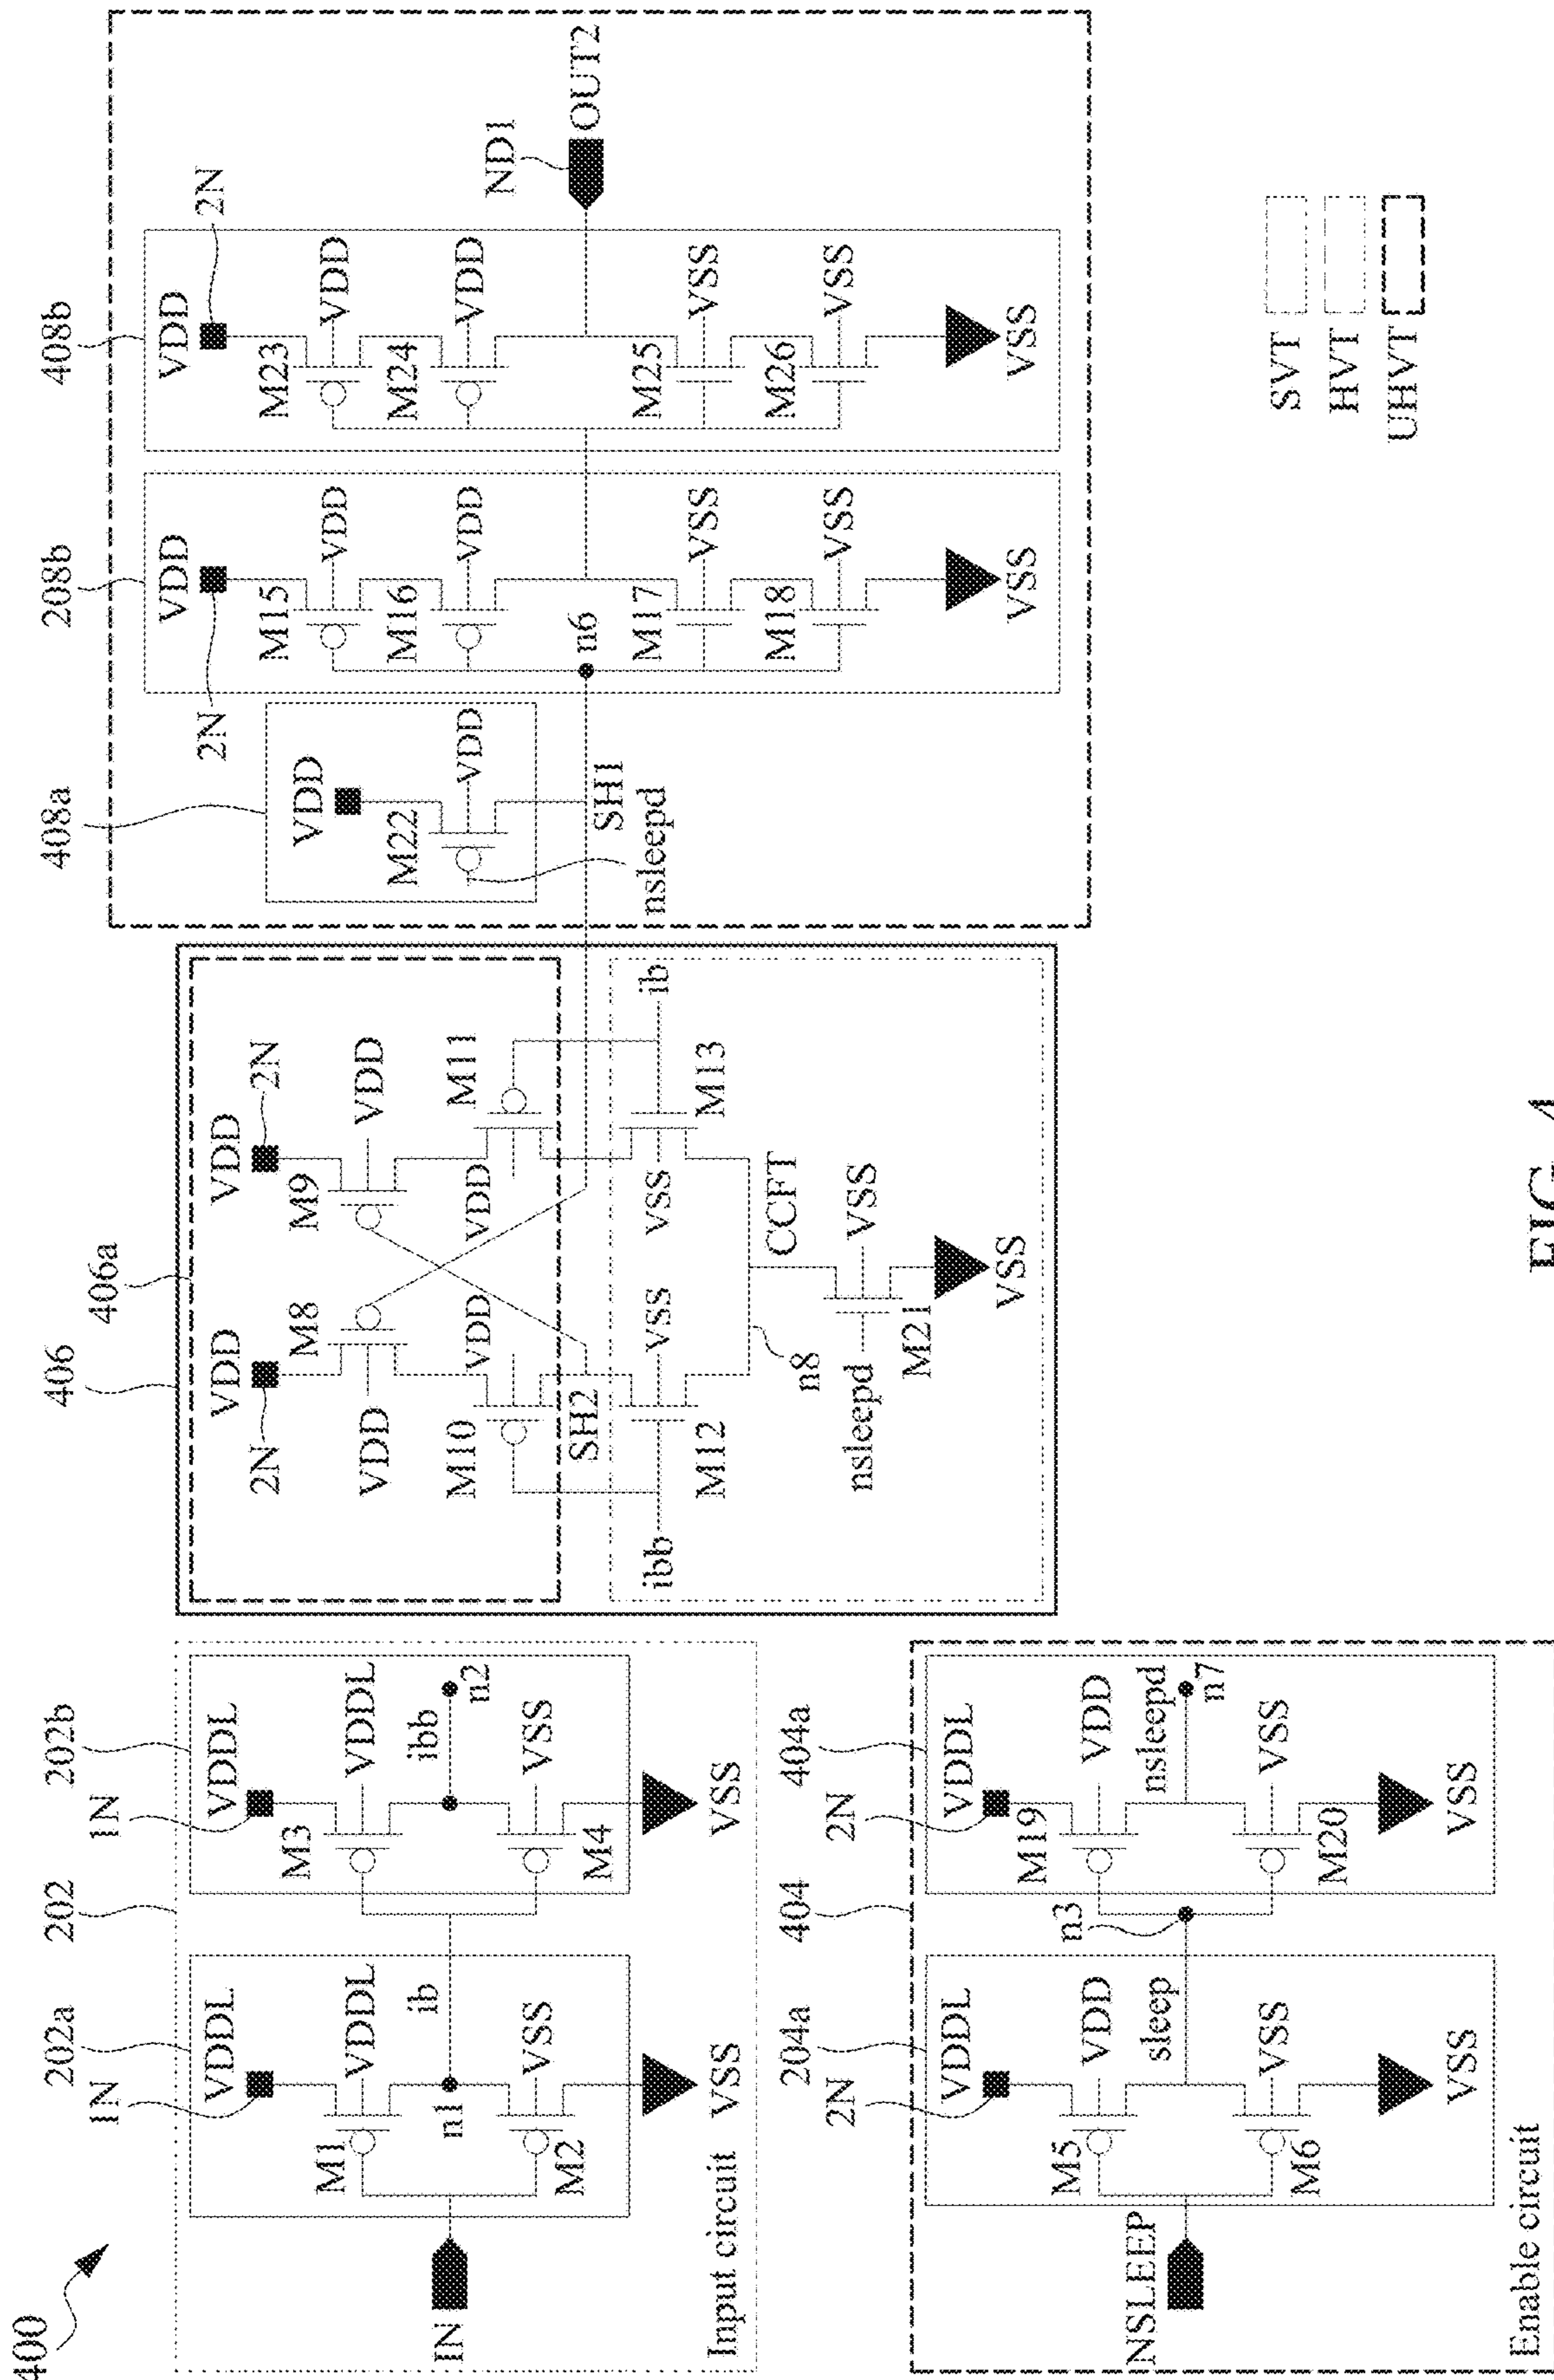 400
IN
Input circuit
202a
1N
VDDL
M1
VDDL
n1
ib
M2
VSS
VSS
202
202b
1N
VDDL
M3
VDDL
ibb
n2
M4
VSS
VSS
NSLEEP
Enable circuit
204a
2N
VDDL
M5
VDD
sleep
M6
VSS
VSS
404
n3
404a
2N
VDDL
M19
VDD
nsleepd
n7
M20
VSS
VSS
406
406a
VDD
2N
M8
VDD
VDD
2N
M9
VDD
M10
VDD
VDD
M11
SH2
ibb
M12
VSS
VSS
M13
ib
n8
CCFT
nsleepd
M21
VSS
VSS
408a
VDD
M22
VDD
nsleepd
SH1
208b
2N
VDD
M15
VDD
M16
VDD
n6
M17
VSS
M18
VSS
VSS
408b
VDD
2N
M23
VDD
M24
VDD
M25
VSS
M26
VSS
VSS
ND1
OUT2
SVT
HVT
UHVT